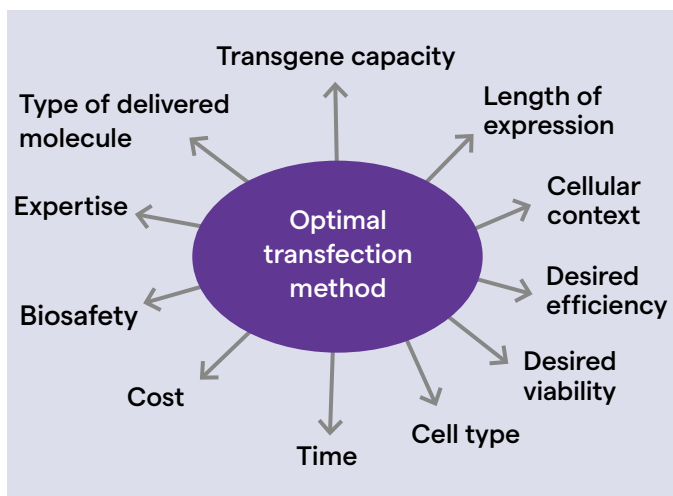 Transgene capacity
Type of delivered
molecule
Length of
expression
Expertise
Cellular
context
Optimal
transfection
method
Biosafety
Desired
efficiency
Cost
Desired
viability
Time
Cell type